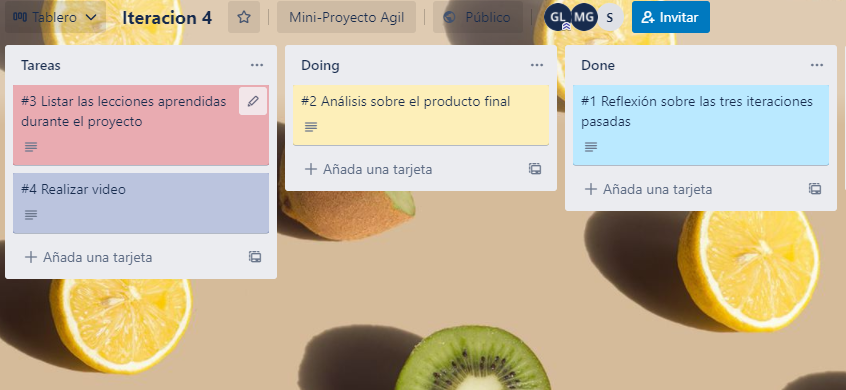 Tablero
Iteracion 4
Mini-Proyecto Agil
Público
GL
MG
S
Invitar
Tareas
#3 Listar las lecciones aprendidas
durante el proyecto
#4 Realizar video
Añada una tarjeta
Doing
#2 Análisis sobre el producto final
Añada una tarjeta
Done
#1 Reflexión sobre las tres iteraciones
pasadas
Añada una tarjeta